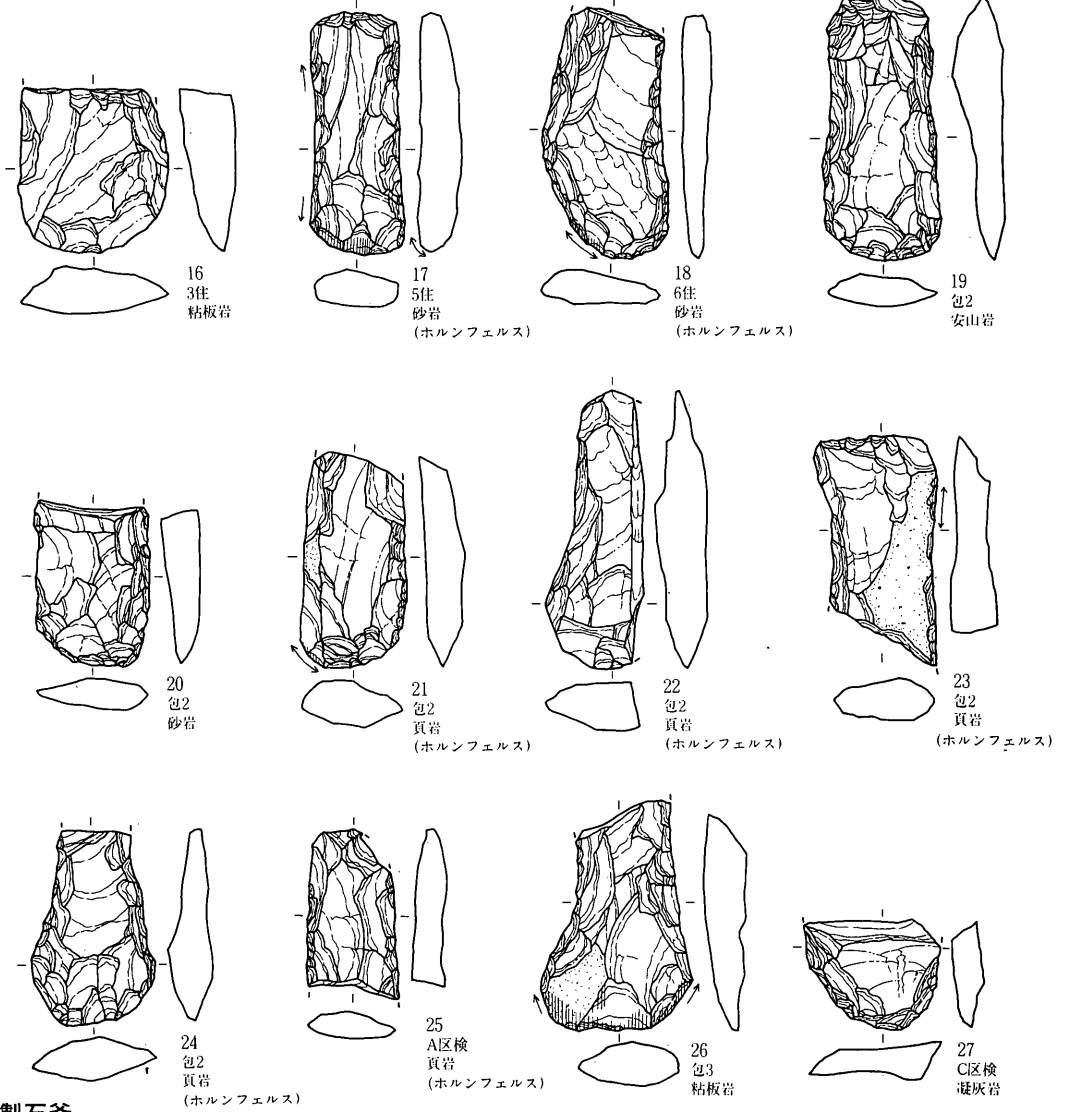 16
3住
粘板岩
17
5住
砂岩
(ホルンフェルス)
18
6住
砂岩
(ホルンフェルス)
19
包2
安山岩
20
包2
砂岩
21
包2
頁岩
(ホルンフェルス)
22
包2
頁岩
(ホルンフェルス)
23
包2
頁岩
(ホルンフェルス)
24
包2
頁岩
(ホルンフェルス)
25
A区検
頁岩
(ホルンフェルス)
26
包3
粘板岩
27
C区検
凝灰岩
製石斧